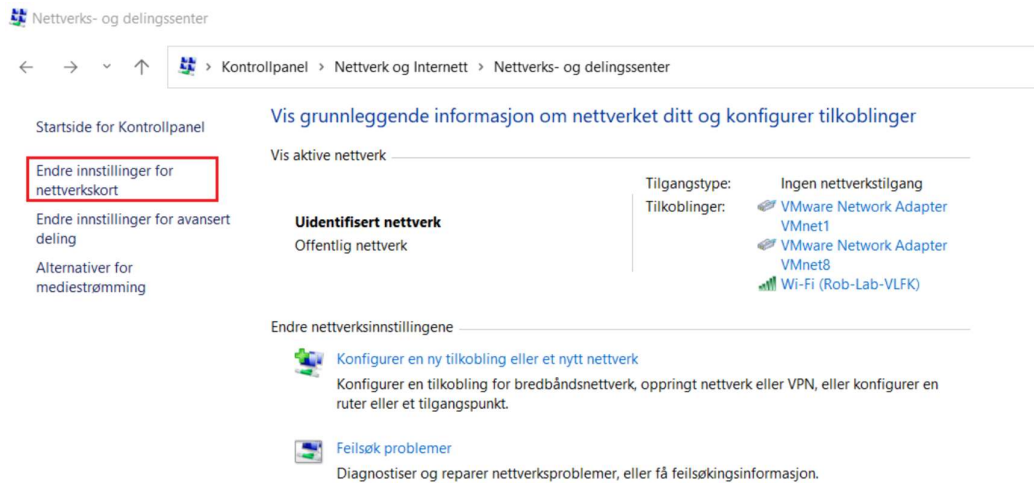 Nettverks- og delingssenter
Kontrollpanel > Nettverk og Internett > Nettverks- og delingssenter
Startside for Kontrollpanel
Endre innstillinger for
nettverkskort
Endre innstillinger for avansert
deling
Alternativer for
mediestrømming
Vis grunnleggende informasjon om nettverket ditt og konfigurer tilkoblinger
Vis aktive nettverk
Uidentifisert nettverk
Offentlig nettverk
Tilgangstype: Ingen nettverkstilgang
Tilkoblinger: VMware Network Adapter
VMnet1
VMware Network Adapter
VMnet8
Wi-Fi (Rob-Lab-VLFK)
Endre nettverksinnstillingene
Konfigurer en ny tilkobling eller et nytt nettverk
Konfigurer en tilkobling for bredbåndsnettverk, oppringt nettverk eller VPN, eller konfigurer en
ruter eller et tilgangspunkt.
Feilsøk problemer
Diagnostiser og reparer nettverksproblemer, eller få feilsøkingsinformasjon.